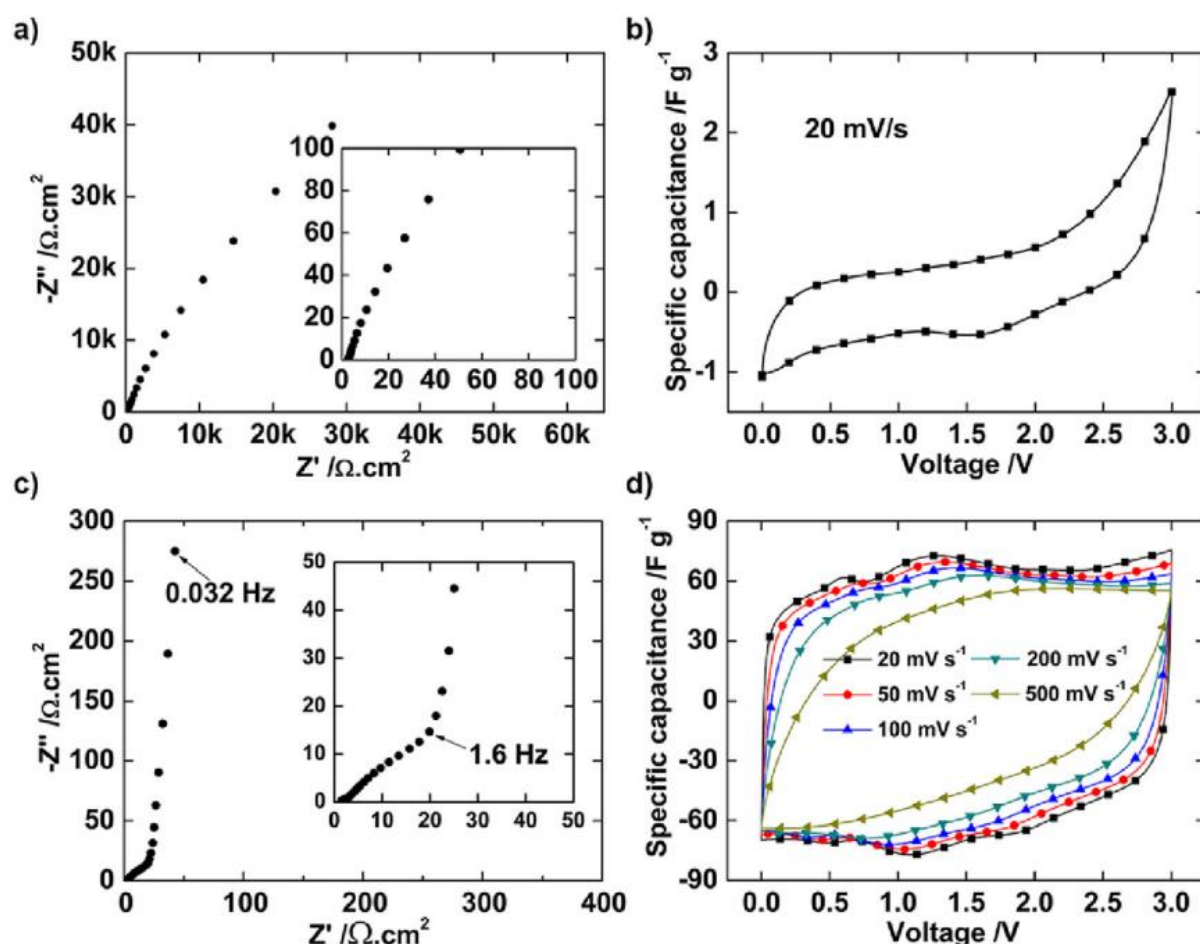 a)
50k
40k
30k
20k
10k
0
-Z'' /Ω.cm²
0 10k 20k 30k 40k 50k 60k
Z' /Ω.cm²
100
80
60
40
20
0
0 20 40 60 80 100
b)
3
2
1
0
-1
Specific capacitance /F g⁻¹
20 mV/s
0.0 0.5 1.0 1.5 2.0 2.5 3.0
Voltage /V
c)
300
250
200
150
100
50
0
-Z'' /Ω.cm²
0.032 Hz
0 100 200 300 400
Z' /Ω.cm²
50
40
30
20
10
0
1.6 Hz
0 10 20 30 40 50
d)
90
60
30
0
-30
-60
-90
Specific capacitance /F g⁻¹
20 mV s⁻¹ 200 mV s⁻¹
50 mV s⁻¹ 500 mV s⁻¹
100 mV s⁻¹
0.0 0.5 1.0 1.5 2.0 2.5 3.0
Voltage /V